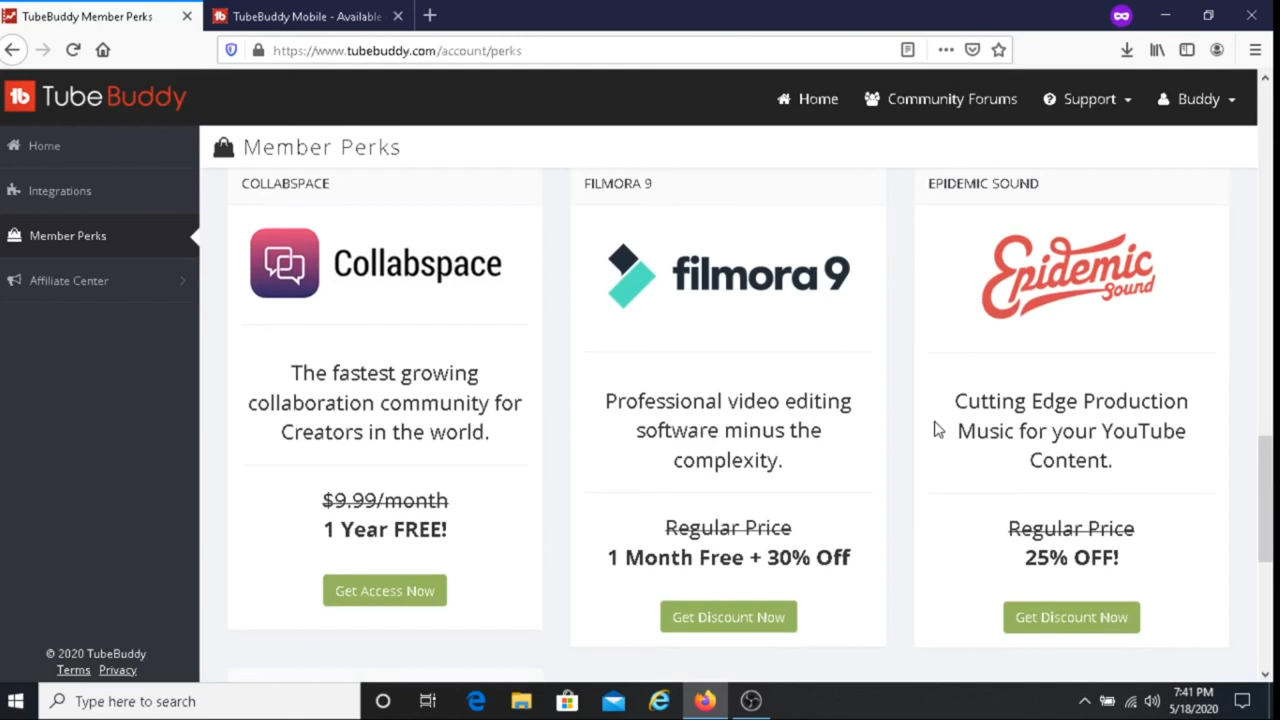 TubeBuddy Member Perks
TubeBuddy Mobile - Available
https://www.tubebuddy.com/account/perks
TubeBuddy
Home
Community Forums
Support
Buddy
Home
Integrations
Member Perks
Affiliate Center
© 2020 TubeBuddy
Terms Privacy
Member Perks
COLLABSPACE
Collabspace
The fastest growing
collaboration community for
Creators in the world.
$9.99/month
1 Year FREE!
Get Access Now
FILMORA 9
filmora 9
Professional video editing
software minus the
complexity.
Regular Price
1 Month Free + 30% Off
Get Discount Now
EPIDEMIC SOUND
Epidemic
Sound
Cutting Edge Production
Music for your YouTube
Content.
Regular Price
25% OFF!
Get Discount Now
Type here to search
7:41 PM
5/18/2020